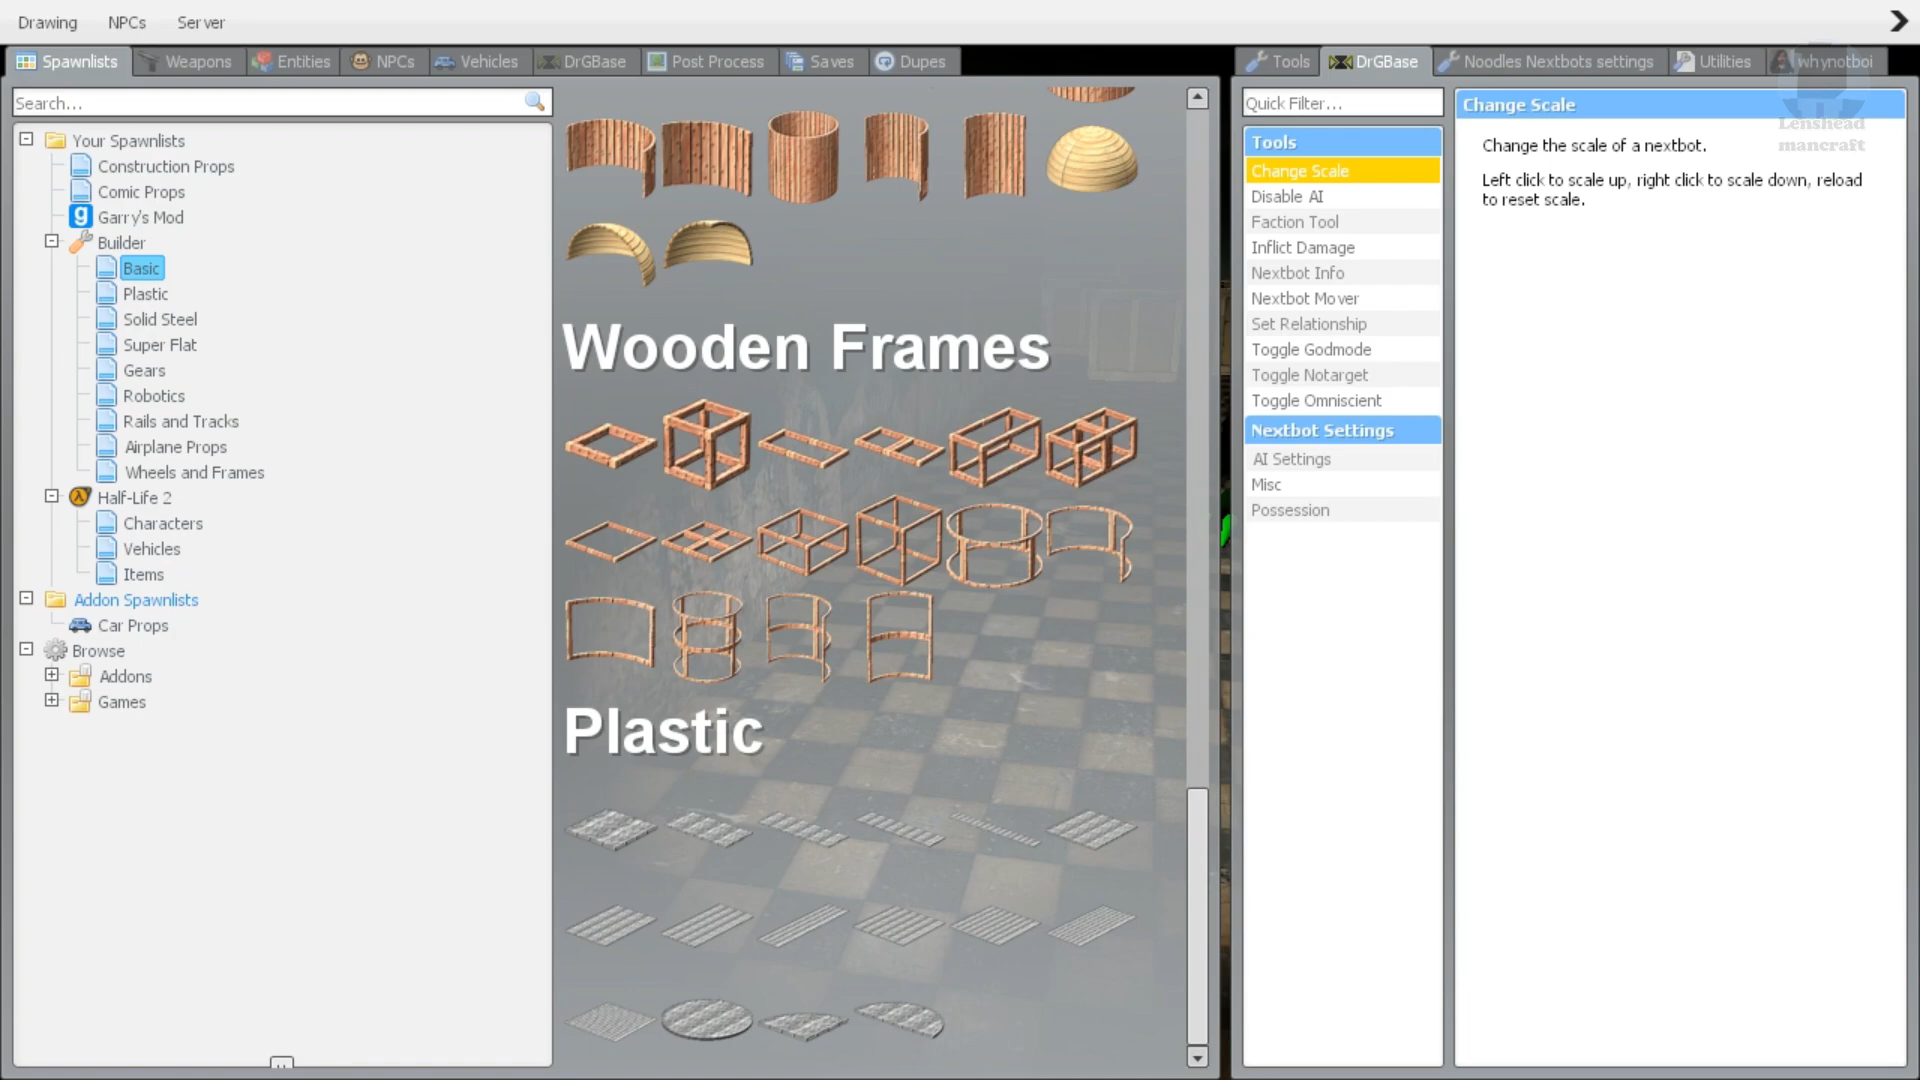 Drawing NPCs Server
Spawnlists Weapons Entities NPCs Vehicles DrGBase Post Process Saves Dupes
Search...
Your Spawnlists
Construction Props
Comic Props
Garry's Mod
Builder
Basic
Plastic
Solid Steel
Super Flat
Gears
Robotics
Rails and Tracks
Airplane Props
Wheels and Frames
Half-Life 2
Characters
Vehicles
Items
Addon Spawnlists
Car Props
Browse
Addons
Games
Wooden Frames
Plastic
Tools DrGBase Noodles Nextbots settings Utilities whynotboi
Quick Filter...
Tools
Change Scale
Disable AI
Faction Tool
Inflict Damage
Nextbot Info
Nextbot Mover
Set Relationship
Toggle Godmode
Toggle Notarget
Toggle Omniscient
Nextbot Settings
AI Settings
Misc
Possession
Change Scale
Change the scale of a nextbot.
Left click to scale up, right click to scale down, reload
to reset scale.
Lenshead
mancraft